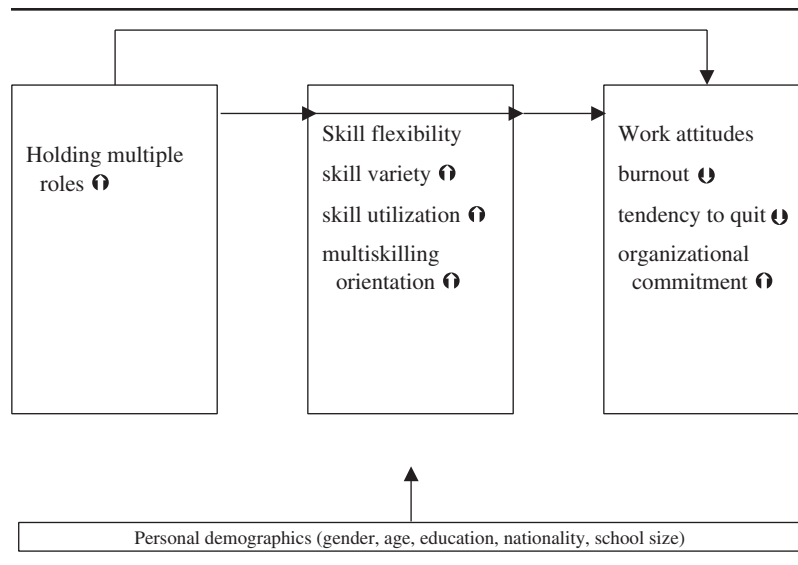 Holding multiple
roles
Skill flexibility
skill variety
skill utilization
multiskilling
orientation
Work attitudes
burnout
tendency to quit
organizational
commitment
Personal demographics (gender, age, education, nationality, school size)